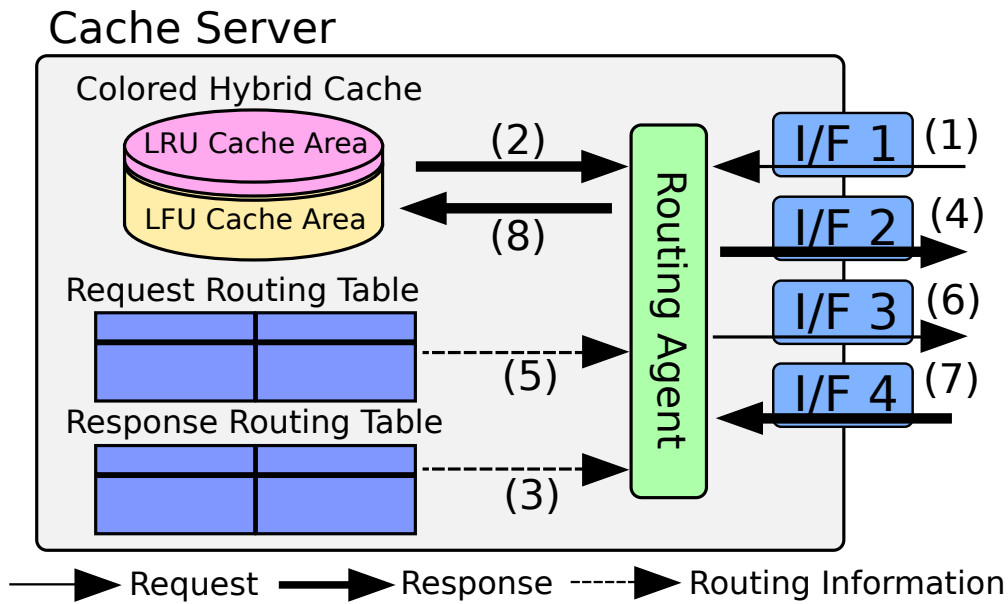 Cache Server
Colored Hybrid Cache
LRU Cache Area
LFU Cache Area
(2)
(8)
Request Routing Table
(5)
Response Routing Table
(3)
Routing Agent
I/F 1
(1)
I/F 2
(4)
I/F 3
(6)
I/F 4
(7)
Request
Response
Routing Information